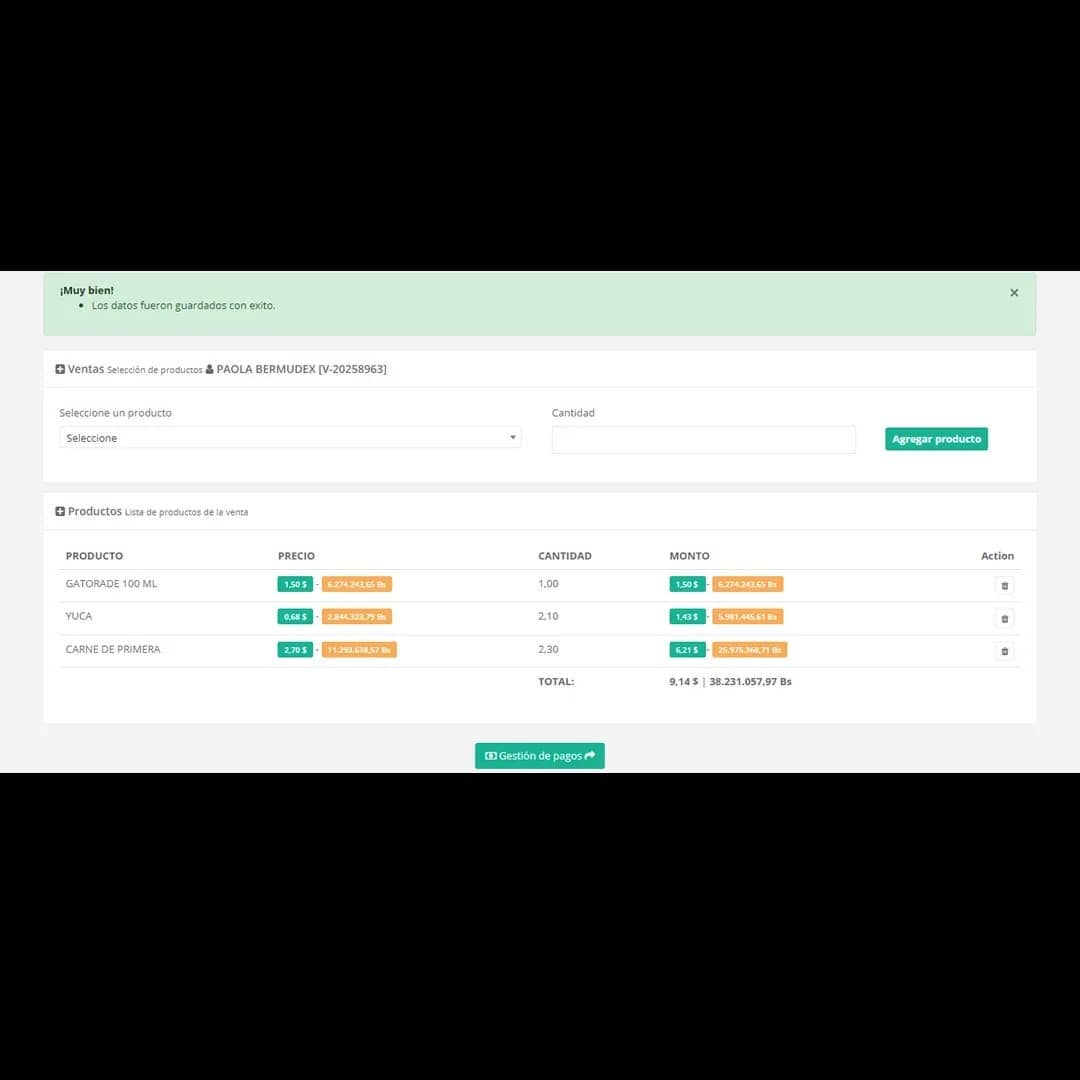 ¡Muy bien!
Los datos fueron guardados con exito.
×
Ventas Selección de productos PAOLA BERMUDEX [V-20258963]
Seleccione un producto Cantidad
Seleccione Agregar producto
Productos Lista de productos de la venta
PRODUCTO PRECIO CANTIDAD MONTO Action
GATORADE 100 ML 1,50 $ - 6.274.243,65 Bs 1,00 1,50 $ - 6.274.243,65 Bs
YUCA 0,68 $ - 2.844.323,79 Bs 2,10 1,43 $ - 5.981.445,61 Bs
CARNE DE PRIMERA 2,70 $ - 11.293.638,57 Bs 2,30 6,21 $ - 25.975.368,71 Bs
TOTAL: 9,14 $ | 38.231.057,97 Bs
Gestión de pagos